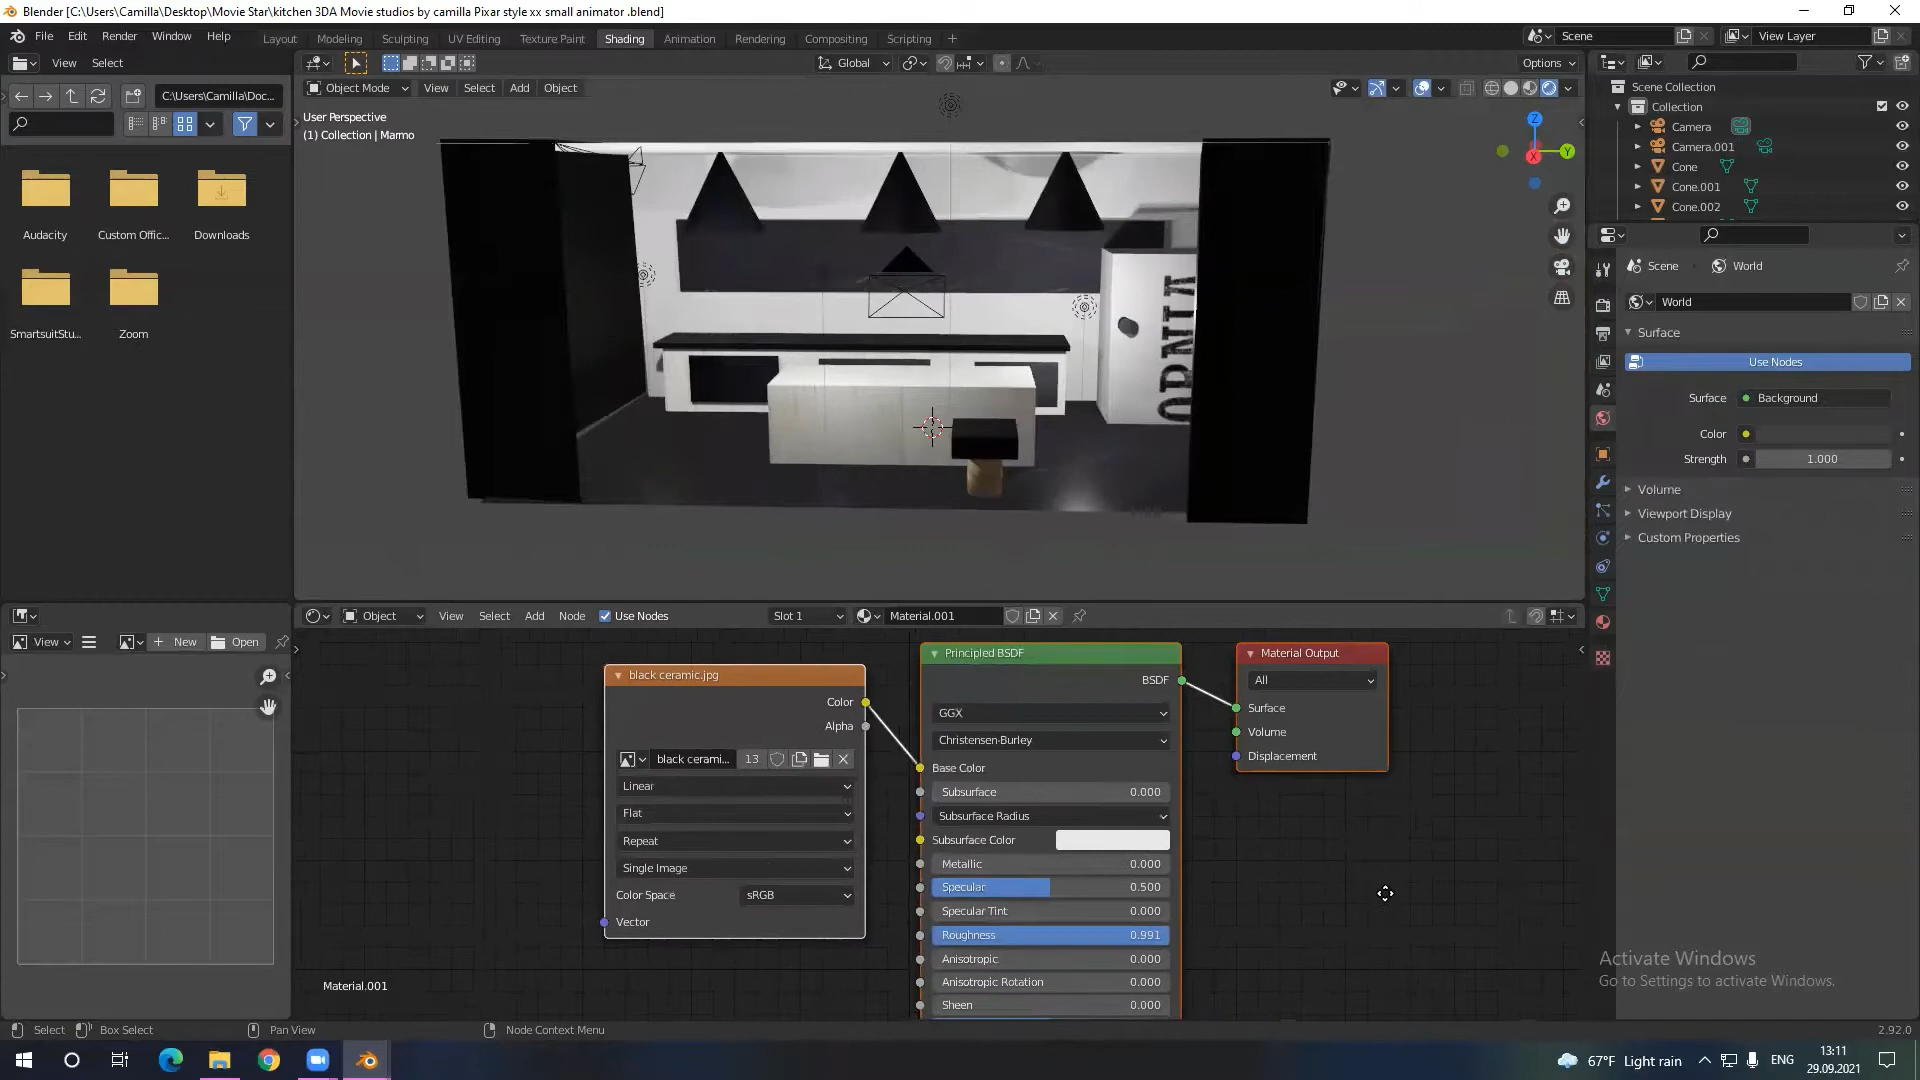 Blender [C:\Users\Camilla\Desktop\Movie Star\kitchen 3DA Movie studios by camilla Pixar style xx small animator .blend]
File Edit Render Window Help Layout Modeling Sculpting UV Editing Texture Paint Shading Animation Rendering Compositing Scripting Scene View Layer
View Select Global Options
C:\Users\Camilla\Doc... Object Mode View Select Add Object
Scene Collection
Collection
Camera
Camera.001
Cone
Cone.001
Cone.002
User Perspective
(1) Collection | Marmo
Z
Y
X
Audacity Custom Offic... Downloads
SmartsuitStu... Zoom
ORNIA
Scene World
World
Surface
Use Nodes
Surface Background
Color
Strength 1.000
Volume
Viewport Display
Custom Properties
Object View Select Add Node Use Nodes Slot 1 Material.001
View New Open
black ceramic.jpg
Color
Alpha
black cerami... 13
Linear
Flat
Repeat
Single Image
Color Space sRGB
Vector
Principled BSDF
BSDF
GGX
Christensen-Burley
Base Color
Subsurface 0.000
Subsurface Radius
Subsurface Color
Metallic 0.000
Specular 0.500
Specular Tint 0.000
Roughness 0.991
Anisotropic 0.000
Anisotropic Rotation 0.000
Sheen 0.000
Material Output
All
Surface
Volume
Displacement
Material.001
Activate Windows
Go to Settings to activate Windows.
Select Box Select Pan View Node Context Menu 2.92.0
67°F Light rain ENG 13:11
29.09.2021